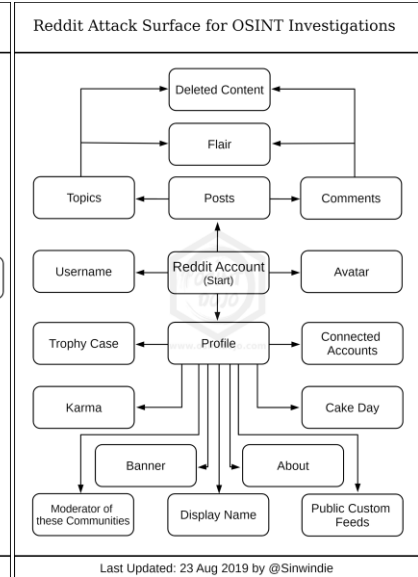 Reddit Attack Surface for OSINT Investigations
Deleted Content
Flair
Topics
Posts
Comments
Username
Reddit Account
(Start)
Avatar
Trophy Case
Profile
Connected
Accounts
Karma
Cake Day
Banner
About
Moderator of
these Communities
Display Name
Public Custom
Feeds
Last Updated: 23 Aug 2019 by @Sinwindie